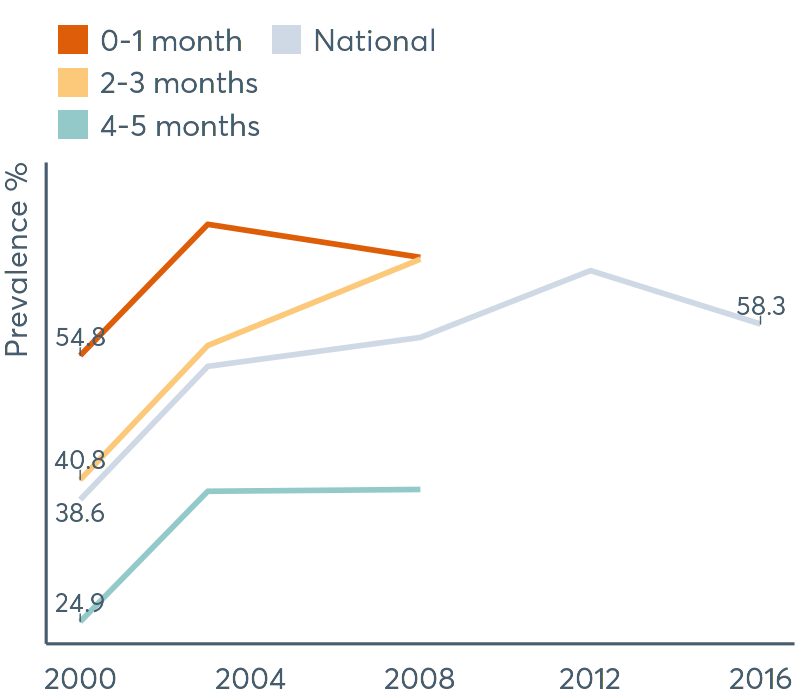 0-1 month National
2-3 months
4-5 months
Prevalence %
54.8
58.3
40.8
38.6
24.9
2000 2004 2008 2012 2016